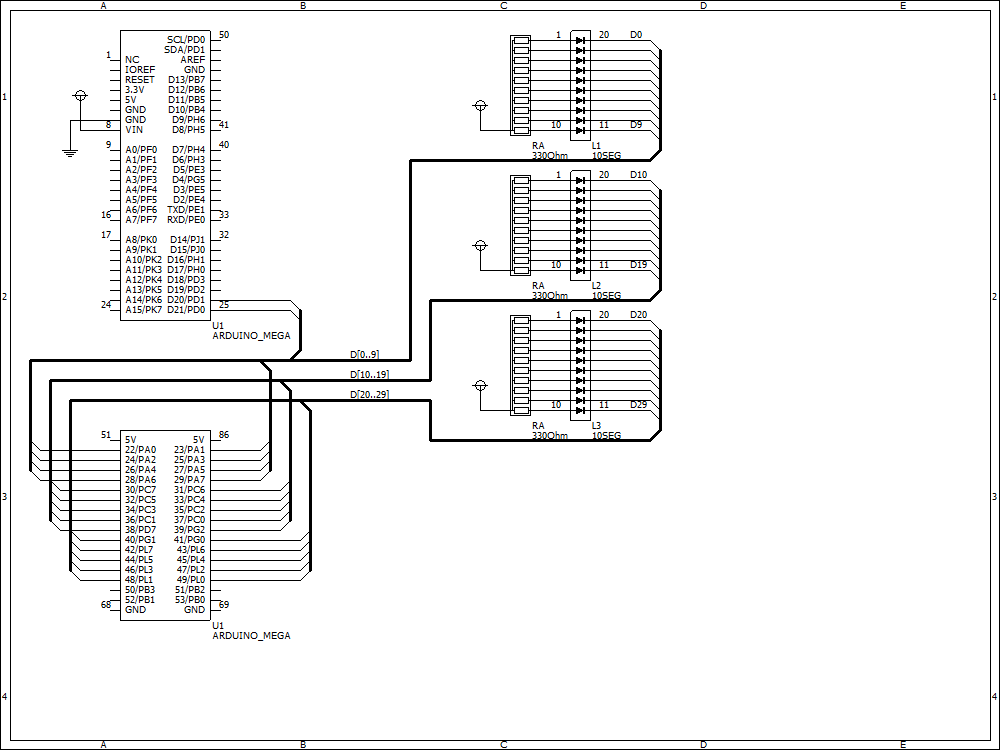 A B C D E
1
2
3
4
1
2
3
4
A B C D E
SCL/PD0 50
SDA/PD1
1 NC AREF
IOREF GND
RESET D13/PB7
3.3V D12/PB6
5V D11/PB5
GND D10/PB4
GND D9/PH6
8 VIN D8/PH5 41
9 A0/PF0 D7/PH4 40
A1/PF1 D6/PH3
A2/PF2 D5/PE3
A3/PF3 D4/PG5
A4/PF4 D3/PE5
A5/PF5 D2/PE4
A6/PF6 TXD/PE1
16 A7/PF7 RXD/PE0 33
17 A8/PK0 D14/PJ1 32
A9/PK1 D15/PJ0
A10/PK2 D16/PH1
A11/PK3 D17/PH0
A12/PK4 D18/PD3
A13/PK5 D19/PD2
A14/PK6 D20/PD1
24 A15/PK7 D21/PD0 25
U1
ARDUINO_MEGA
1 20 D0
10 11 D9
RA L1
330Ohm 10SEG
1 20 D10
10 11 D19
RA L2
330Ohm 10SEG
1 20 D20
10 11 D29
RA L3
330Ohm 10SEG
D[0..9]
D[10..19]
D[20..29]
51 5V 5V 86
22/PA0 23/PA1
24/PA2 25/PA3
26/PA4 27/PA5
28/PA6 29/PA7
30/PC7 31/PC6
32/PC5 33/PC4
34/PC3 35/PC2
36/PC1 37/PC0
38/PD7 39/PG2
40/PG1 41/PG0
42/PL7 43/PL6
44/PL5 45/PL4
46/PL3 47/PL2
48/PL1 49/PL0
50/PB3 51/PB2
52/PB1 53/PB0
68 GND GND 69
U1
ARDUINO_MEGA